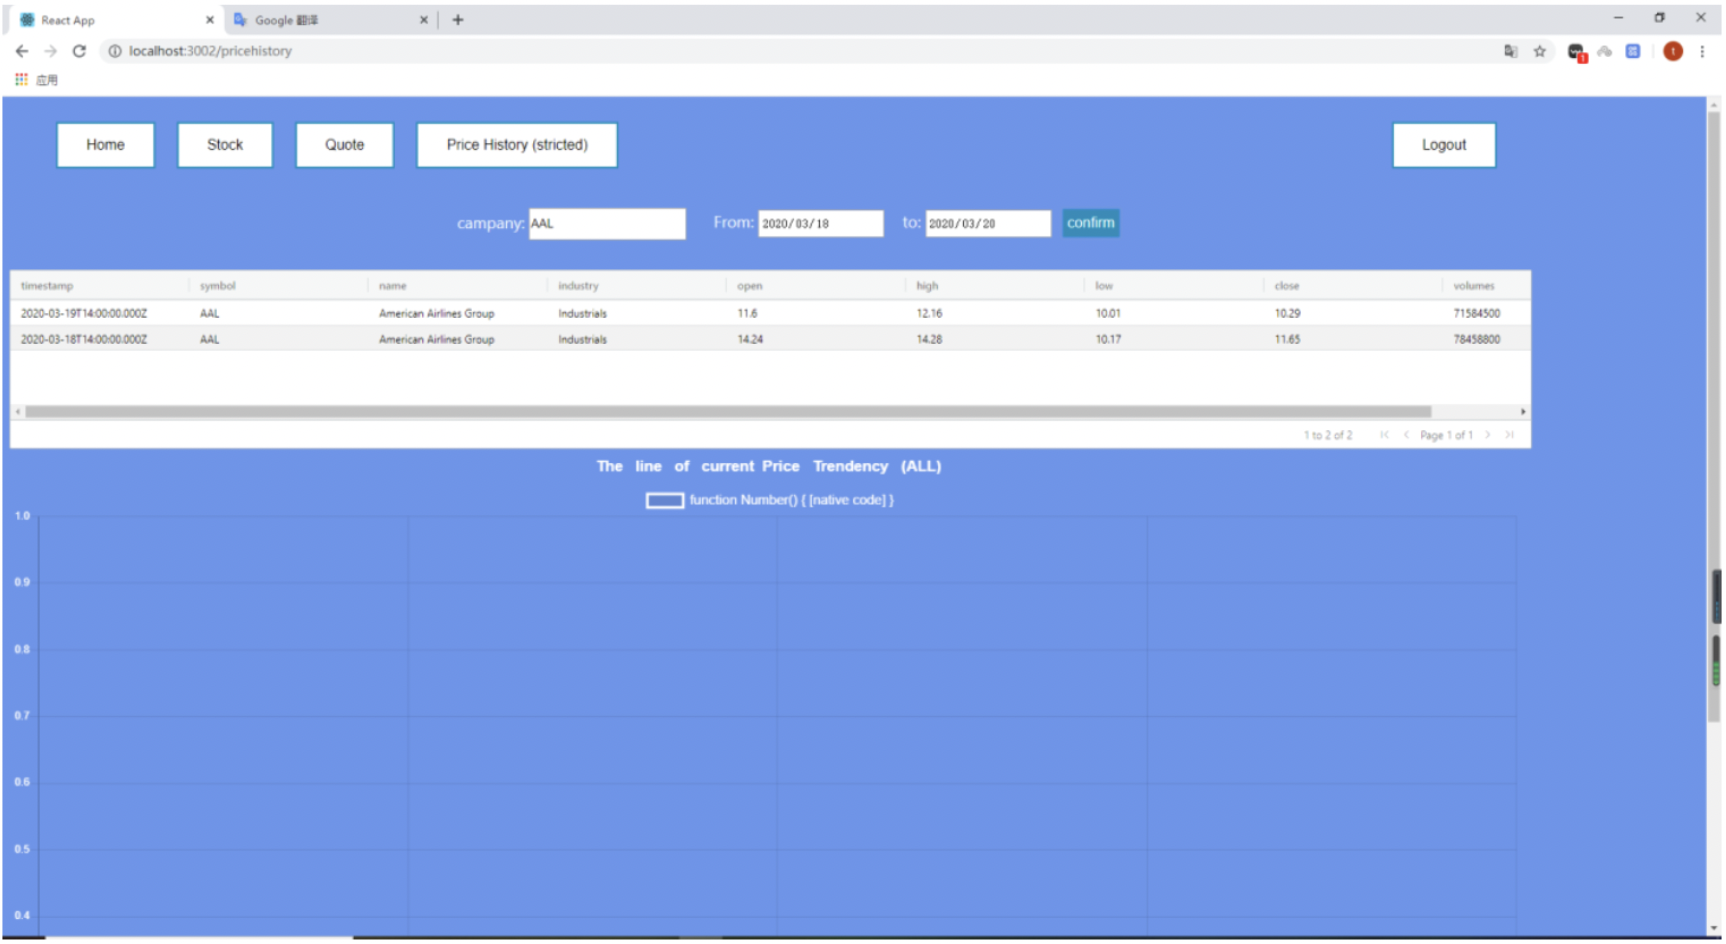 React App
Google 翻译
localhost:3002/pricehistory
1
t
应用
Home Stock Quote Price History (stricted) Logout
campany: AAL From: 2020/03/18 to: 2020/03/20 confirm
timestamp symbol name industry open high low close volumes
2020-03-19T14:00:00.000Z AAL American Airlines Group Industrials 11.6 12.16 10.01 10.29 71584500
2020-03-18T14:00:00.000Z AAL American Airlines Group Industrials 14.24 14.28 10.17 11.65 78458800
1 to 2 of 2 Page 1 of 1
The line of current Price Trendency (ALL)
function Number() { [native code] }
1.0
0.9
0.8
0.7
0.6
0.5
0.4